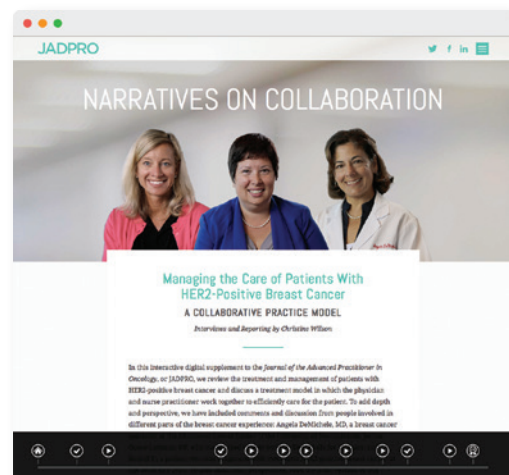 JADPRO
NARRATIVES ON COLLABORATION
Managing the Care of Patients With
HER2-Positive Breast Cancer
A COLLABORATIVE PRACTICE MODEL
Interviews and Reporting by Christine Wilson
In this interactive digital supplement to the Journal of the Advanced Practitioner in
Oncology, or JADPRO, we review the treatment and management of patients with
HER2-positive breast cancer and discuss a treatment model in which the physician
and nurse practitioner work together to efficiently care for the patient. To add depth
and perspective, we have included comments and discussion from people involved in
different parts of the breast cancer experience: Angela DeMichele, MD, a breast cancer